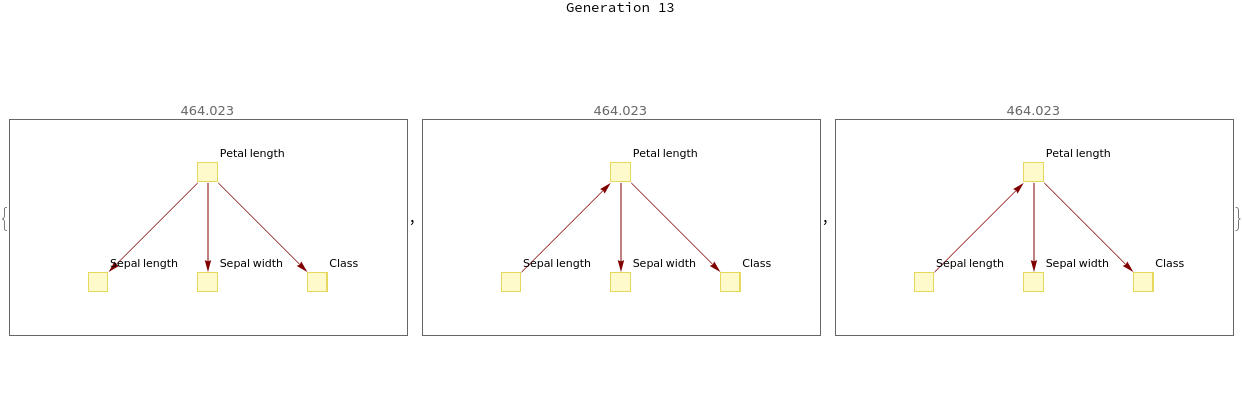 Generation 13
464.023
464.023
464.023
{
Petal length
Sepal length
Sepal width
Class
,
Petal length
Sepal length
Sepal width
Class
,
Petal length
Sepal length
Sepal width
Class
}